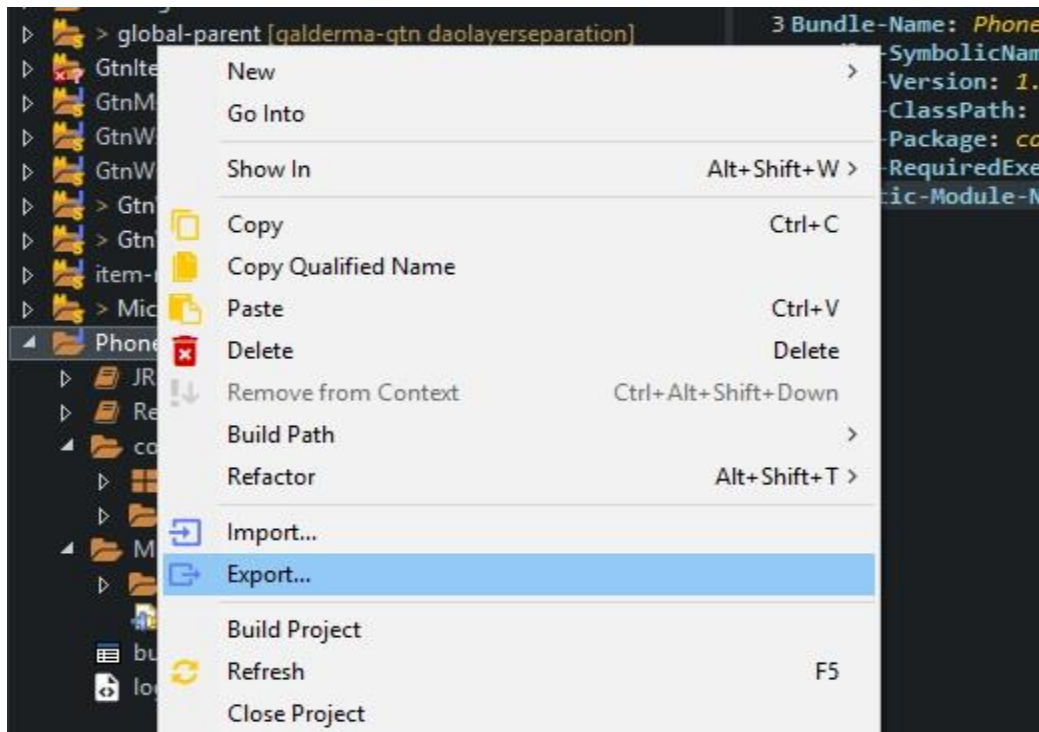 > global-parent [galderma-gtn daolayerseparation]
GtnIte
GtnM
GtnW
GtnW
> Gtn
> Gtn
item-
> Mic
Phone
JR
Re
co
M
bu
lo
New >
Go Into
Show In Alt+Shift+W >
Copy Ctrl+C
Copy Qualified Name
Paste Ctrl+V
Delete Delete
Remove from Context Ctrl+Alt+Shift+Down
Build Path >
Refactor Alt+Shift+T >
Import...
Export...
Build Project
Refresh F5
Close Project
3 Bundle-Name: Phone
-SymbolicNam
-Version: 1.
-ClassPath:
-Package: co
-RequiredExe
tic-Module-N